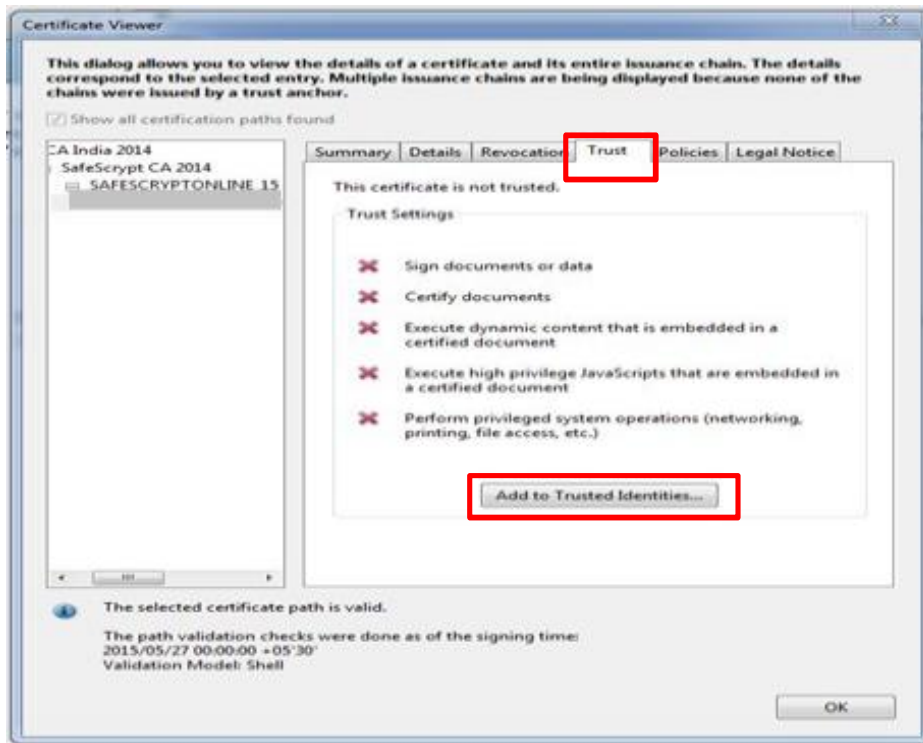 Certificate Viewer
This dialog allows you to view the details of a certificate and its entire issuance chain. The details
correspond to the selected entry. Multiple issuance chains are being displayed because none of the
chains were issued by a trust anchor.
Show all certification paths found
CA India 2014
SafeScrypt CA 2014
SAFESCRYPTONLINE 15
Summary Details Revocation Trust Policies Legal Notice
This certificate is not trusted.
Trust Settings
Sign documents or data
Certify documents
Execute dynamic content that is embedded in a
certified document
Execute high privilege JavaScripts that are embedded in
a certified document
Perform privileged system operations (networking,
printing, file access, etc.)
Add to Trusted Identities...
The selected certificate path is valid.
The path validation checks were done as of the signing time:
2015/05/27 00:00:00 +05'30'
Validation Model: Shell
OK